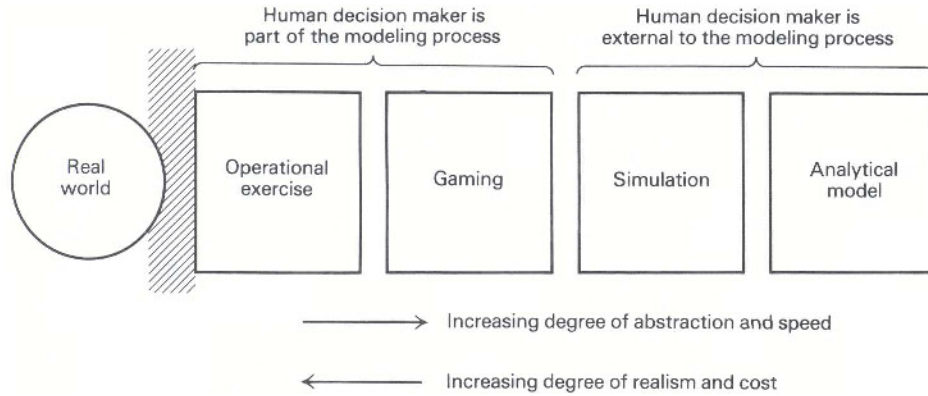 Human decision maker is
part of the modeling process
Human decision maker is
external to the modeling process
Real
world
Operational
exercise
Gaming
Simulation
Analytical
model
Increasing degree of abstraction and speed
Increasing degree of realism and cost